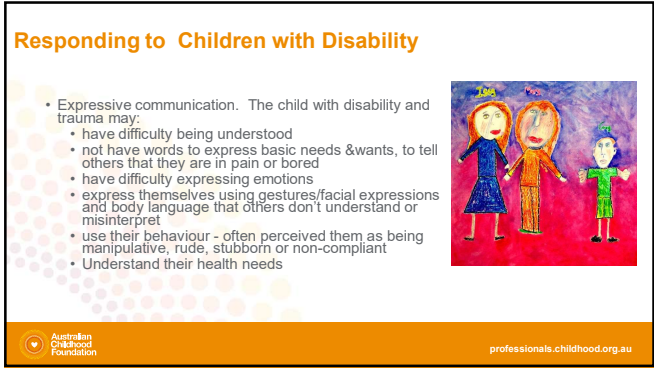 Responding to  Children with Disability
• Expressive communication.  The child with disability and
trauma may:
• have difficulty being understood
• not have words to express basic needs &wants, to tell
others that they are in pain or bored
• have difficulty expressing emotions
• express themselves using gestures/facial expressions
and body language that others don't understand or
misinterpret
• use their behaviour - often perceived them as being
manipulative, rude, stubborn or non-compliant
• Understand their health needs
Australian
Childhood
Foundation
professionals.childhood.org.au